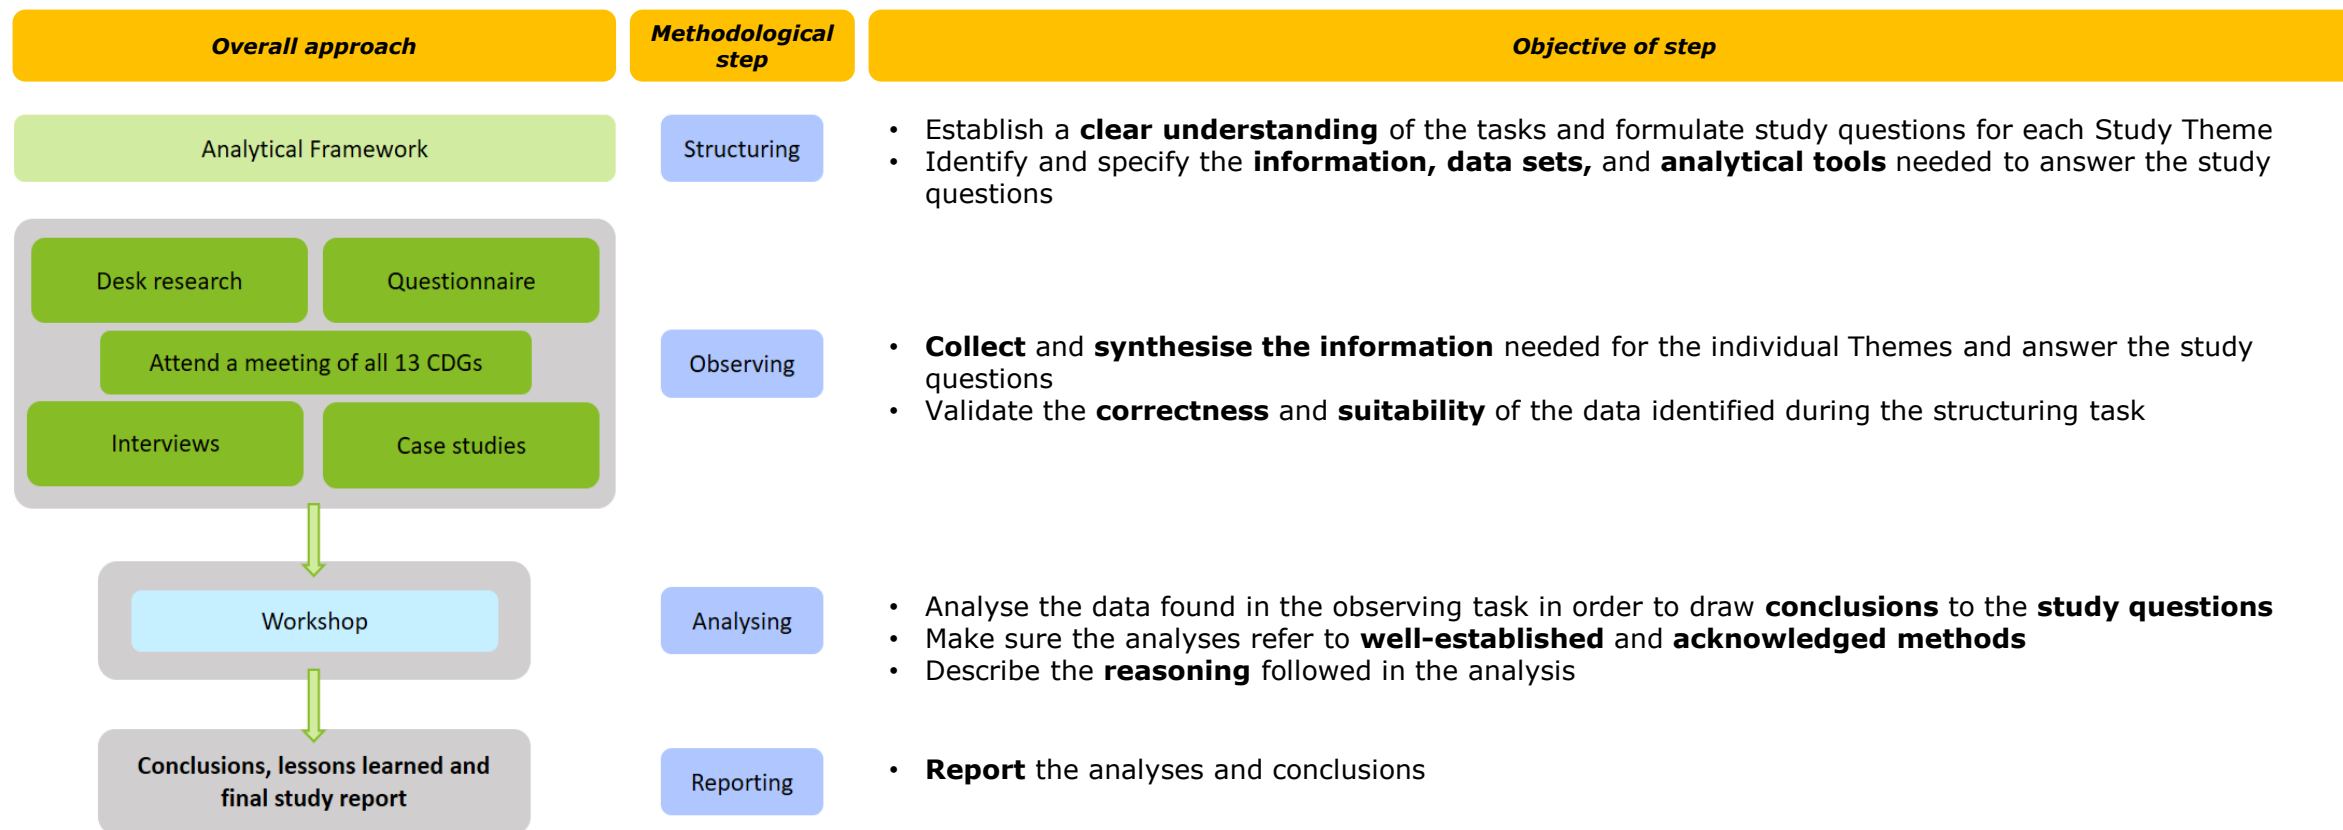 Overall approach
Methodological
step
Objective of step
Analytical Framework
Structuring
• Establish a clear understanding of the tasks and formulate study questions for each Study Theme
• Identify and specify the information, data sets, and analytical tools needed to answer the study
questions
Desk research
Questionnaire
Attend a meeting of all 13 CDGs
Interviews
Case studies
Observing
• Collect and synthesise the information needed for the individual Themes and answer the study
questions
• Validate the correctness and suitability of the data identified during the structuring task
Workshop
Analysing
• Analyse the data found in the observing task in order to draw conclusions to the study questions
• Make sure the analyses refer to well-established and acknowledged methods
• Describe the reasoning followed in the analysis
Conclusions, lessons learned and
final study report
Reporting
• Report the analyses and conclusions